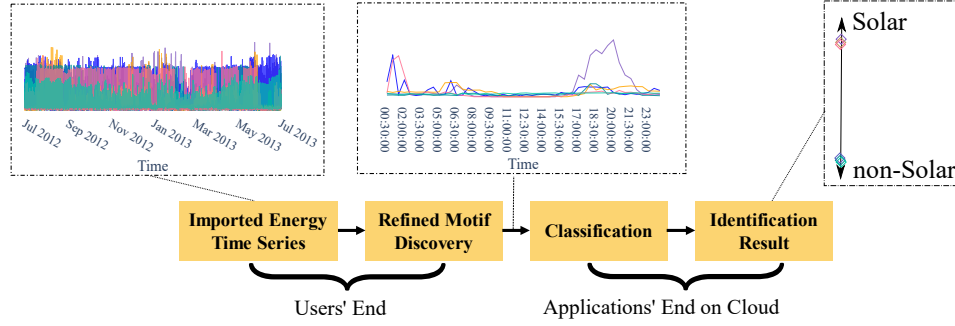 Jul 2012
Sep 2012
Nov 2012
Jan 2013
Mar 2013
May 2013
Jul 2013
Time
00:30:00
02:00:00
03:30:00
05:00:00
06:30:00
08:00:00
09:30:00
11:00:00
12:30:00
14:00:00
15:30:00
17:00:00
18:30:00
20:00:00
21:30:00
23:00:00
Time
Solar
non-Solar
Imported Energy
Time Series
Refined Motif
Discovery
Classification
Identification
Result
Users' End
Applications' End on Cloud